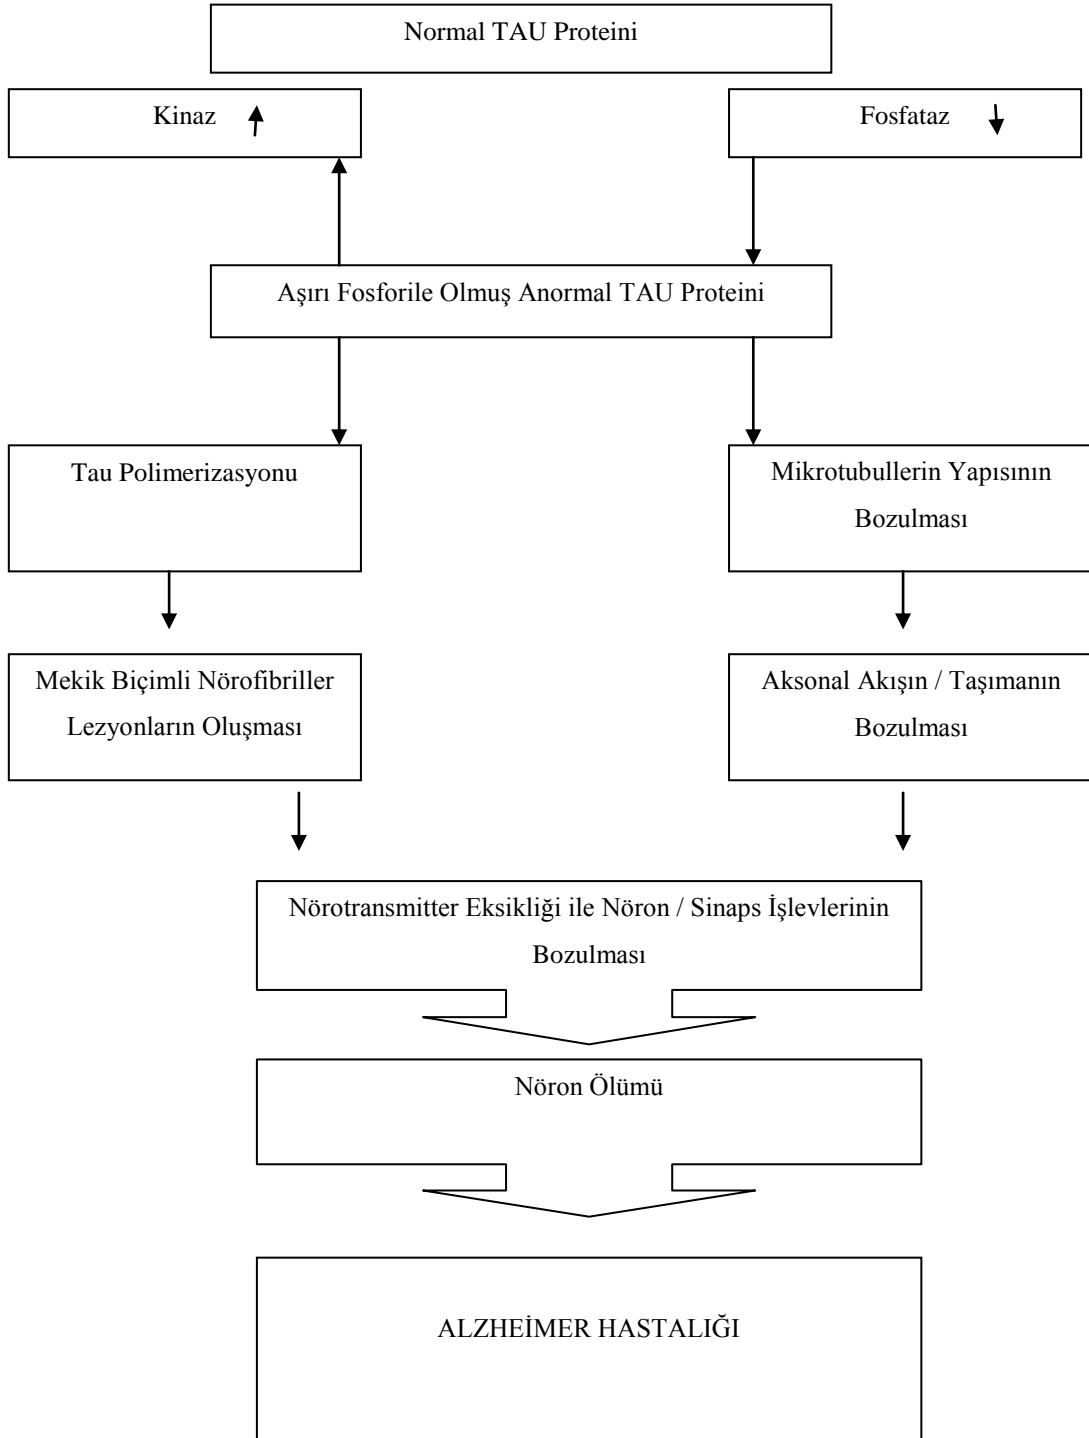 Normal TAU Proteini
Kinaz
Fosfataz
Aşırı Fosforile Olmuş Anormal TAU Proteini
Tau Polimerizasyonu
Mikrotubullerin Yapısının
Bozulması
Mekik Biçimli Nörofibriller
Lezyonların Oluşması
Aksonal Akışın / Taşımanın
Bozulması
Nörotransmitter Eksikliği ile Nöron / Sinaps İşlevlerinin
Bozulması
Nöron Ölümü
ALZHEİMER HASTALIĞI